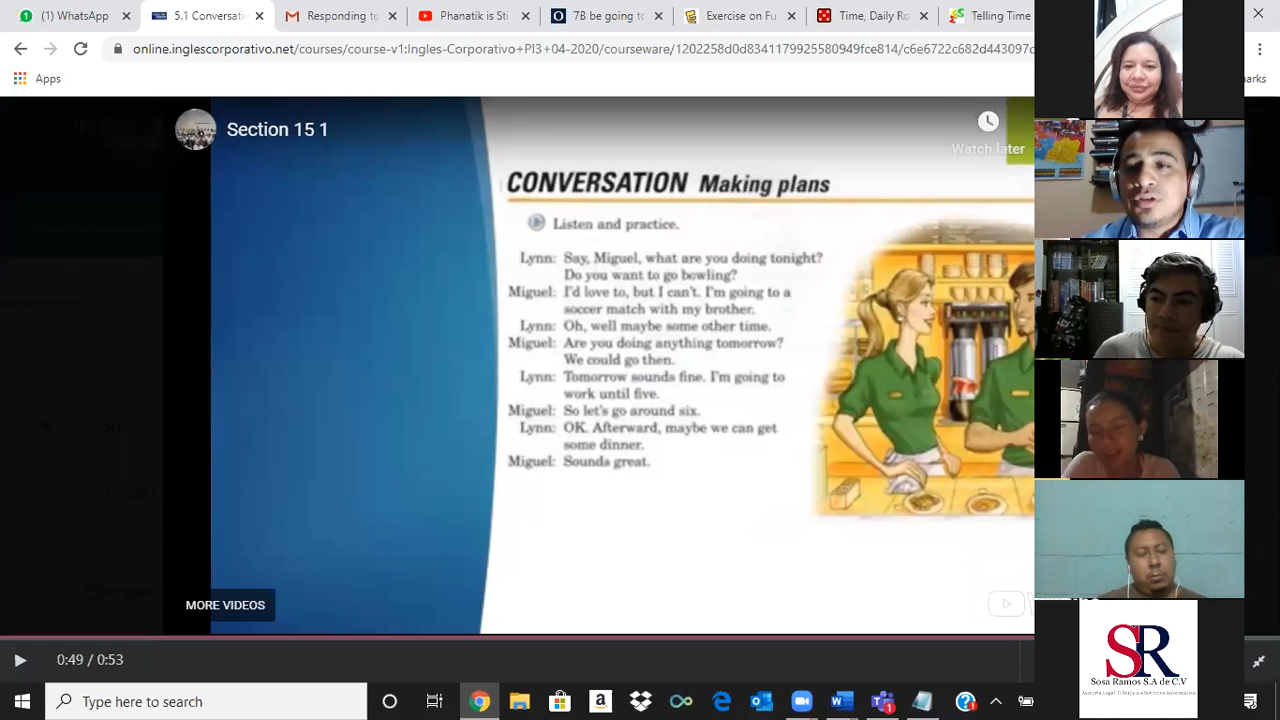 (1) WhatsApp
5.1 Conversati
Responding to
Phanatiks Sti
7B be going to
Exercise on Fu
Time, Daily Ro
Telling Time
online.inglescorporativo.net/courses/course-v1:Ingles-Corporativo+PI3+04-2020/courseware/1202258d0d8341179925580949fce814/c6e6722c682d443097c
Apps
Section 15 1
Watch later
CONVERSATION Making plans
Listen and practice.
Lynn: Say, Miguel, what are you doing tonight?
Do you want to go bowling?
Miguel: I'd love to, but I can't. I'm going to a
soccer match with my brother.
Lynn: Oh, well maybe some other time.
Miguel: Are you doing anything tomorrow?
We could go then.
Lynn: Tomorrow sounds fine. I'm going to
work until five.
Miguel: So let's go around six.
Lynn: OK. Afterward, maybe we can get
some dinner.
Miguel: Sounds great.
MORE VIDEOS
0:49 / 0:53
Type here to search
SR
Sosa Ramos S.A de C.V